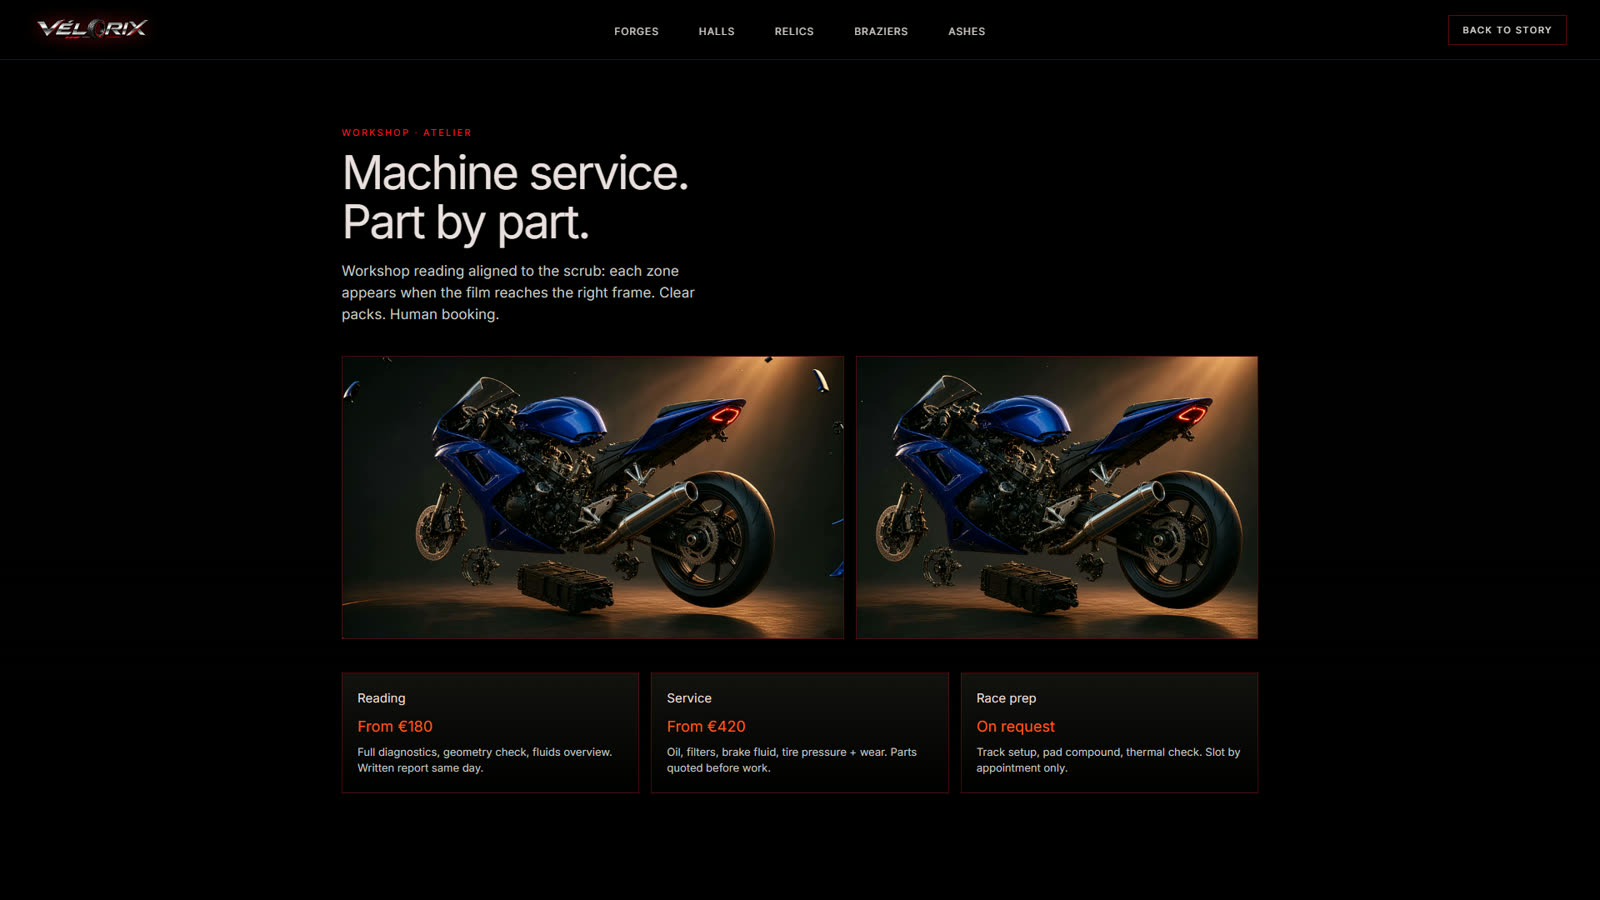 VÉLORIX
FORGES
HALLS
RELICS
BRAZIERS
ASHES
BACK TO STORY
WORKSHOP · ATELIER
Machine service.
Part by part.
Workshop reading aligned to the scrub: each zone
appears when the film reaches the right frame. Clear
packs. Human booking.
Reading
From €180
Full diagnostics, geometry check, fluids overview.
Written report same day.
Service
From €420
Oil, filters, brake fluid, tire pressure + wear. Parts
quoted before work.
Race prep
On request
Track setup, pad compound, thermal check. Slot by
appointment only.